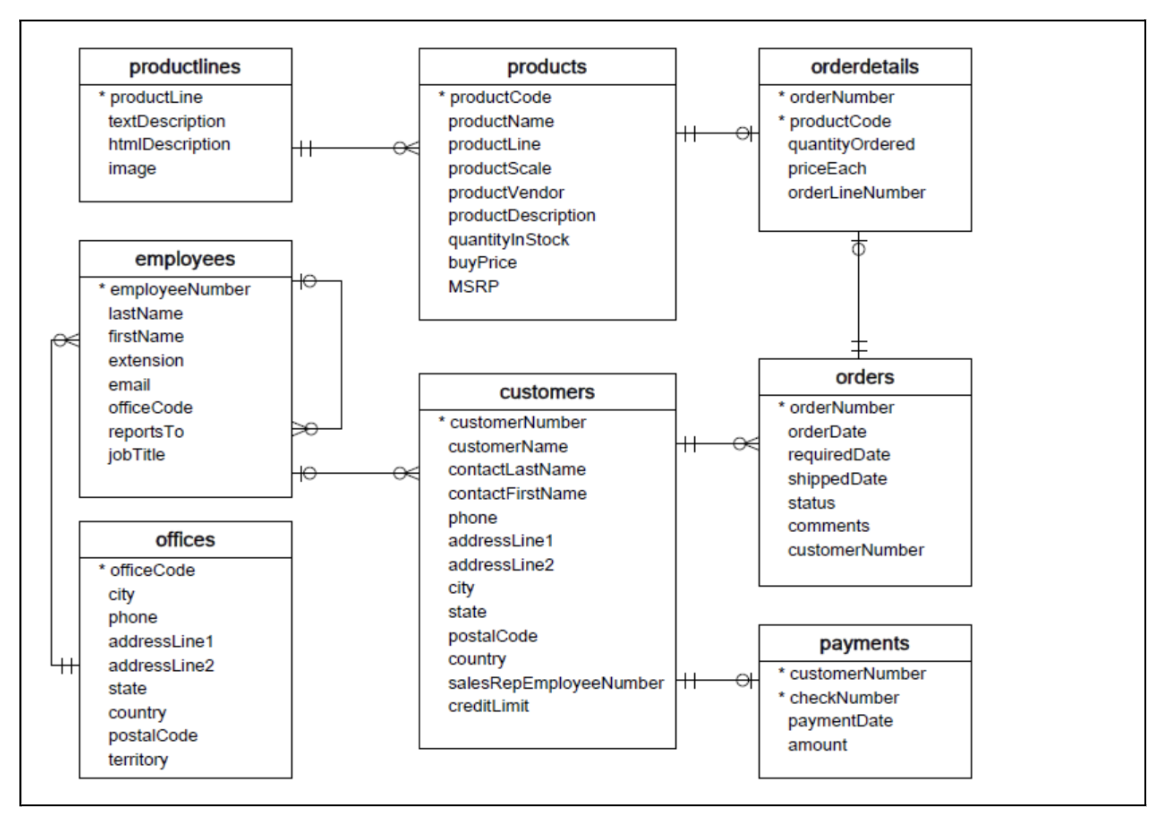 productlines
* productLine
textDescription
htmlDescription
image
products
* productCode
productName
productLine
productScale
productVendor
productDescription
quantityInStock
buyPrice
MSRP
orderdetails
* orderNumber
* productCode
quantityOrdered
priceEach
orderLineNumber
employees
* employeeNumber
lastName
firstName
extension
email
officeCode
reportsTo
jobTitle
customers
* customerNumber
customerName
contactLastName
contactFirstName
phone
addressLine1
addressLine2
city
state
postalCode
country
salesRepEmployeeNumber
creditLimit
orders
* orderNumber
orderDate
requiredDate
shippedDate
status
comments
customerNumber
offices
* officeCode
city
phone
addressLine1
addressLine2
state
country
postalCode
territory
payments
* customerNumber
* checkNumber
paymentDate
amount